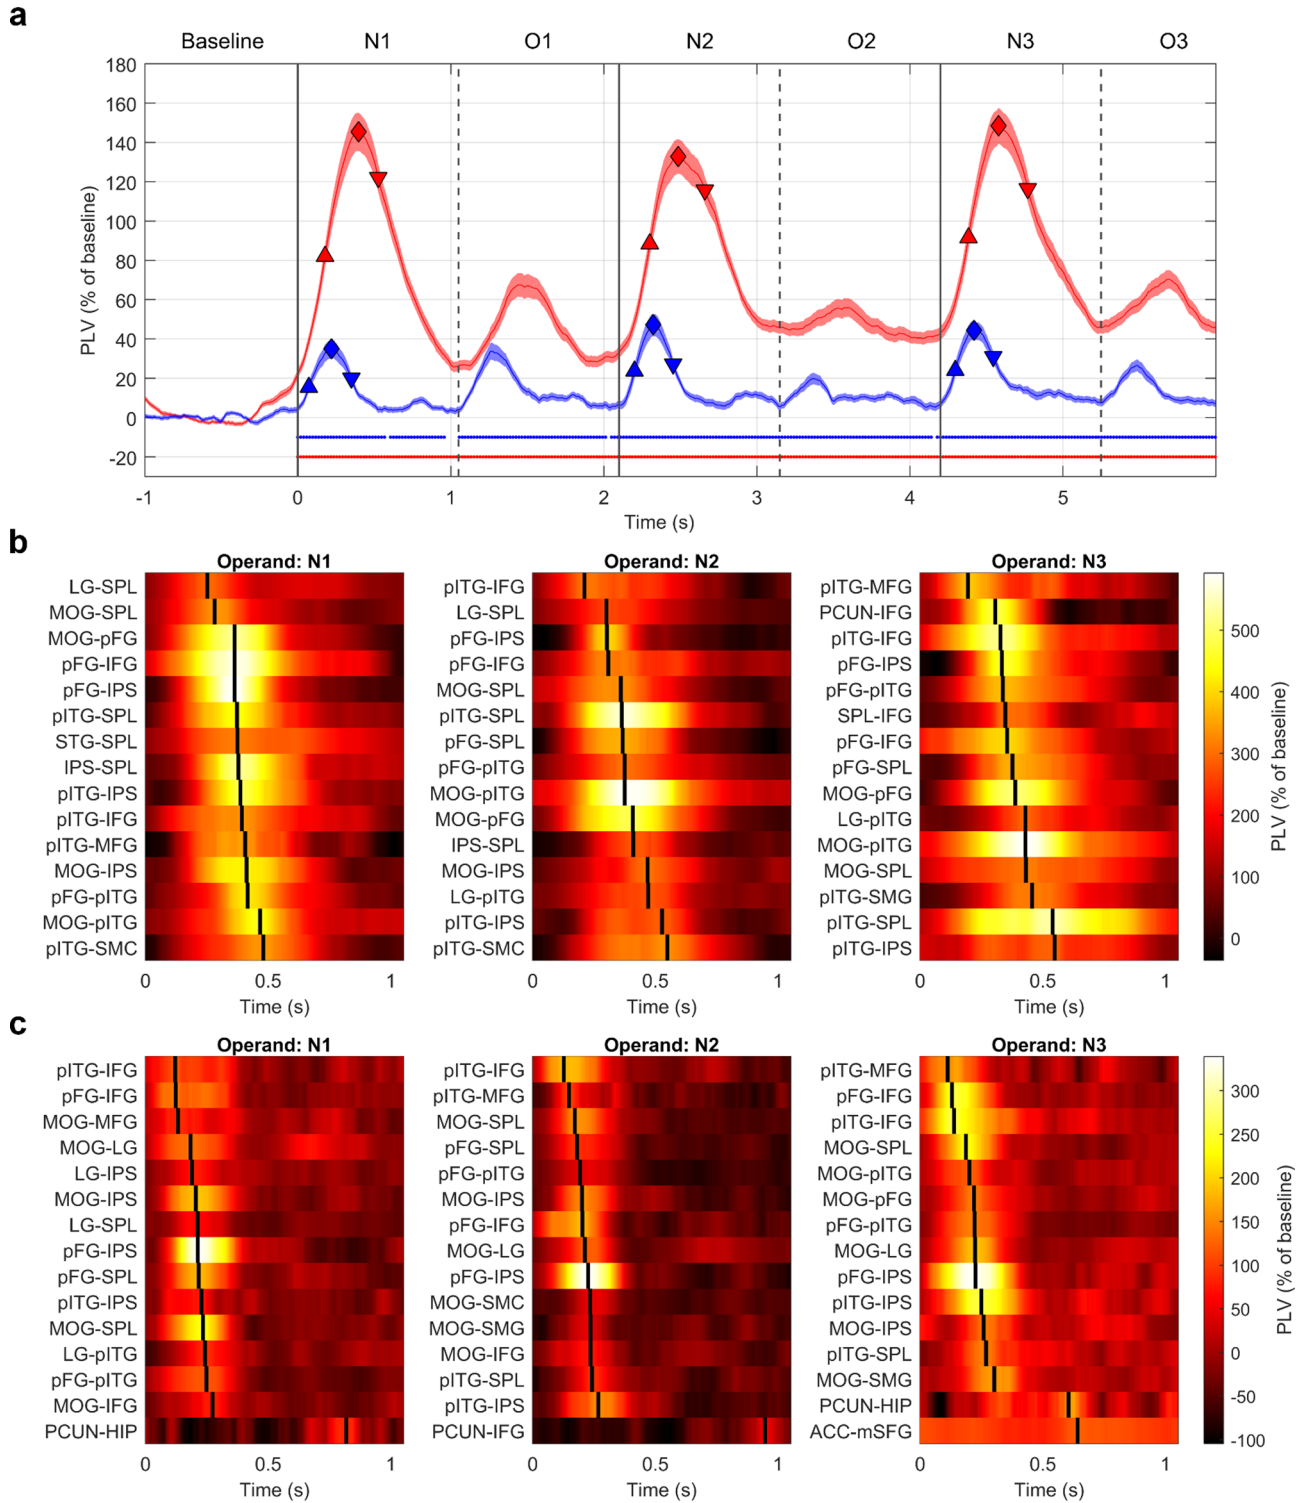 a
Baseline N1 O1 N2 O2 N3 O3
180
160
140
120
100
80
60
40
20
0
-20
PLV (% of baseline)
-1 0 1 2 3 4 5
Time (s)
b
Operand: N1
LG-SPL
MOG-SPL
MOG-pFG
pFG-IFG
pFG-IPS
pITG-SPL
STG-SPL
IPS-SPL
pITG-IPS
pITG-IFG
pITG-MFG
MOG-IPS
pFG-pITG
MOG-pITG
pITG-SMC
0 0.5 1
Time (s)
Operand: N2
pITG-IFG
LG-SPL
pFG-IPS
pFG-IFG
MOG-SPL
pITG-SPL
pFG-SPL
pFG-pITG
MOG-pITG
MOG-pFG
IPS-SPL
MOG-IPS
LG-pITG
pITG-IPS
pITG-SMC
0 0.5 1
Time (s)
Operand: N3
pITG-MFG
PCUN-IFG
pITG-IFG
pFG-IPS
pFG-pITG
SPL-IFG
pFG-IFG
pFG-SPL
MOG-pFG
LG-pITG
MOG-pITG
MOG-SPL
pITG-SMG
pITG-SPL
pITG-IPS
0 0.5 1
Time (s)
500
400
300
200
100
0
PLV (% of baseline)
c
Operand: N1
pITG-IFG
pFG-IFG
MOG-MFG
MOG-LG
LG-IPS
MOG-IPS
LG-SPL
pFG-IPS
pFG-SPL
pITG-IPS
MOG-SPL
LG-pITG
pFG-pITG
MOG-IFG
PCUN-HIP
0 0.5 1
Time (s)
Operand: N2
pITG-IFG
pITG-MFG
MOG-SPL
pFG-SPL
pFG-pITG
MOG-IPS
pFG-IFG
MOG-LG
pFG-IPS
MOG-SMC
MOG-SMG
MOG-IFG
pITG-SPL
pITG-IPS
PCUN-IFG
0 0.5 1
Time (s)
Operand: N3
pITG-MFG
pFG-IFG
pITG-IFG
MOG-SPL
MOG-pITG
MOG-pFG
pFG-pITG
MOG-LG
pFG-IPS
pITG-IPS
MOG-IPS
pITG-SPL
MOG-SMG
PCUN-HIP
ACC-mSFG
0 0.5 1
Time (s)
300
250
200
150
100
50
0
-50
-100
PLV (% of baseline)